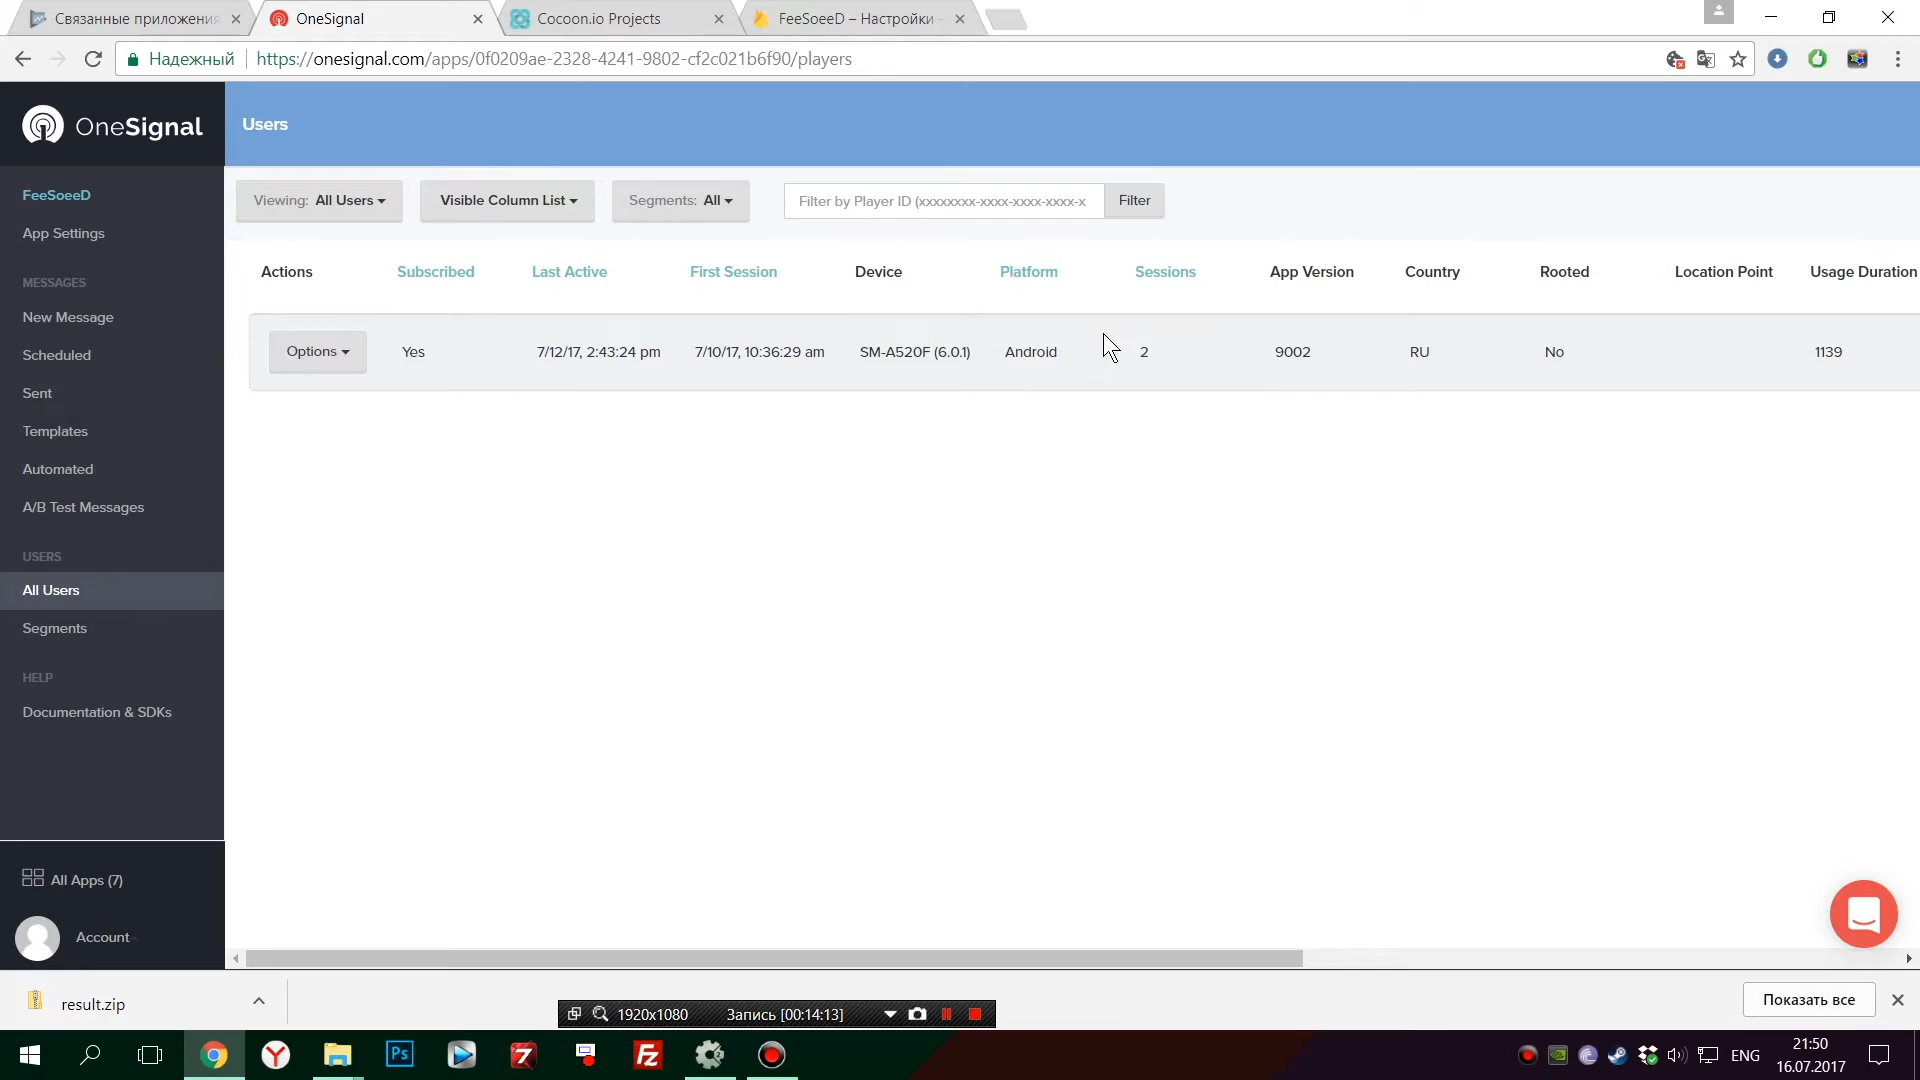 Связанные приложения
OneSignal
Cocoon.io Projects
FeeSoeeD – Настройки -
Надежный
https://onesignal.com/apps/0f0209ae-2328-4241-9802-cf2c021b6f90/players
OneSignal
Users
FeeSoeeD
App Settings
MESSAGES
New Message
Scheduled
Sent
Templates
Automated
A/B Test Messages
USERS
All Users
Segments
HELP
Documentation & SDKs
All Apps (7)
Account
Viewing: All Users
Visible Column List
Segments: All
Filter by Player ID (xxxxxxxx-xxxx-xxxx-xxxx-x
Filter
Actions Subscribed Last Active First Session Device Platform Sessions App Version Country Rooted Location Point Usage Duration
Options Yes 7/12/17, 2:43:24 pm 7/10/17, 10:36:29 am SM-A520F (6.0.1) Android 2 9002 RU No 1139
result.zip
Показать все
1920x1080 Запись [00:14:13]
Ps
Fz
ENG
21:50
16.07.2017